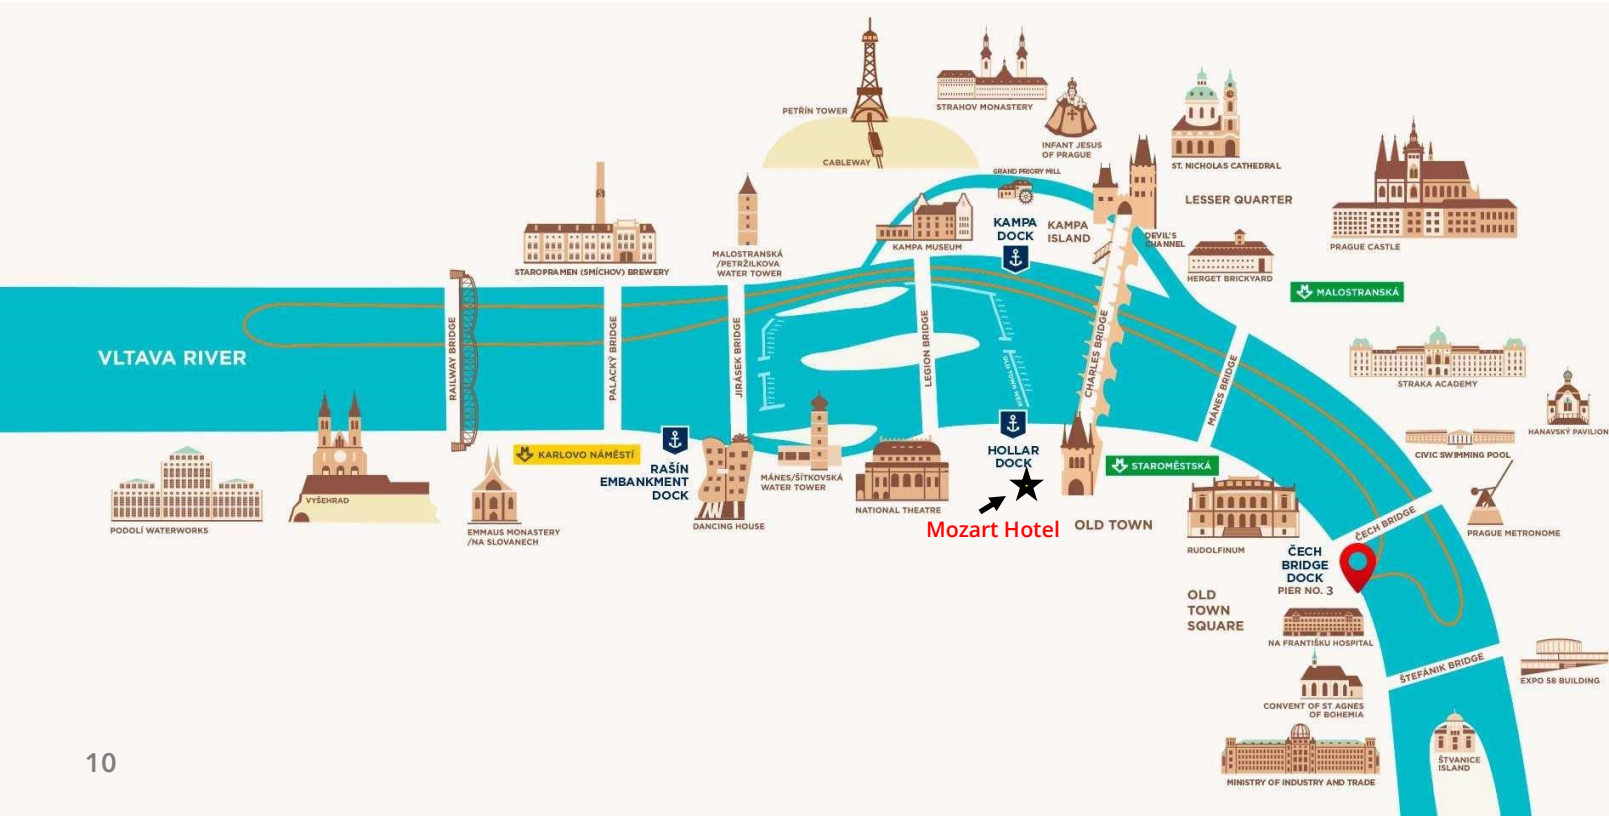 PETŘÍN TOWER
CABLEWAY
STRAHOV MONASTERY
INFANT JESUS
OF PRAGUE
ST. NICHOLAS CATHEDRAL
GRAND PRIORY MILL
LESSER QUARTER
PRAGUE CASTLE
KAMPA
DOCK
KAMPA
ISLAND
DEVIL'S
CHANNEL
KAMPA MUSEUM
HERGET BRICKYARD
MALOSTRANSKÁ
MALOSTRANSKÁ
/PETRŽILKOVA
WATER TOWER
STAROPRAMEN (SMÍCHOV) BREWERY
VLTAVA RIVER
RAILWAY BRIDGE
PALACKÝ BRIDGE
JIRÁSEK BRIDGE
LEGION BRIDGE
OLD TOWN WEIR
CHARLES BRIDGE
MÁNES BRIDGE
STRAKA ACADEMY
HANAVSKÝ PAVILION
CIVIC SWIMMING POOL
PRAGUE METRONOME
PODOLÍ WATERWORKS
VYŠEHRAD
EMMAUS MONASTERY
/NA SLOVANECH
KARLOVO NÁMĚSTÍ
RAŠÍN
EMBANKMENT
DOCK
DANCING HOUSE
MÁNES/ŠÍTKOVSKÁ
WATER TOWER
NATIONAL THEATRE
HOLLAR
DOCK
Mozart Hotel
OLD TOWN
STAROMĚSTSKÁ
RUDOLFINUM
ČECH BRIDGE
ČECH
BRIDGE
DOCK
PIER NO. 3
OLD
TOWN
SQUARE
NA FRANTIŠKU HOSPITAL
CONVENT OF ST AGNES
OF BOHEMIA
MINISTRY OF INDUSTRY AND TRADE
ŠTEFÁNIK BRIDGE
EXPO 58 BUILDING
ŠTVANICE
ISLAND
10